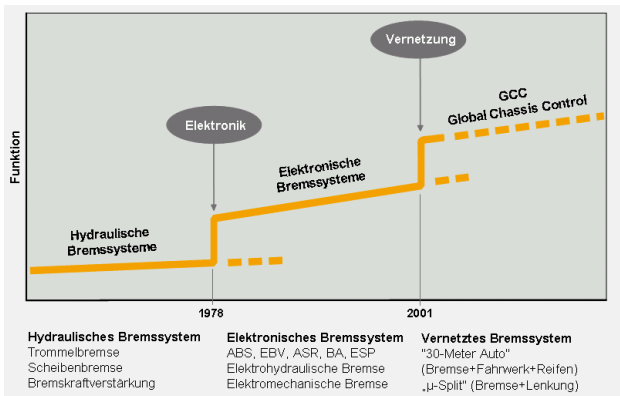 Vernetzung
GCC
Global Chassis Control
Elektronik
Elektronische
Bremssysteme
Funktion
Hydraulische
Bremssysteme
1978
2001
Hydraulisches Bremssystem
Trommelbremse
Scheibenbremse
Bremskraftverstärkung
Elektronisches Bremssystem
ABS, EBV, ASR, BA, ESP
Elektrohydraulische Bremse
Elektromechanische Bremse
Vernetztes Bremssystem
"30-Meter Auto"
(Bremse+Fahrwerk+Reifen)
„µ-Split" (Bremse+Lenkung)